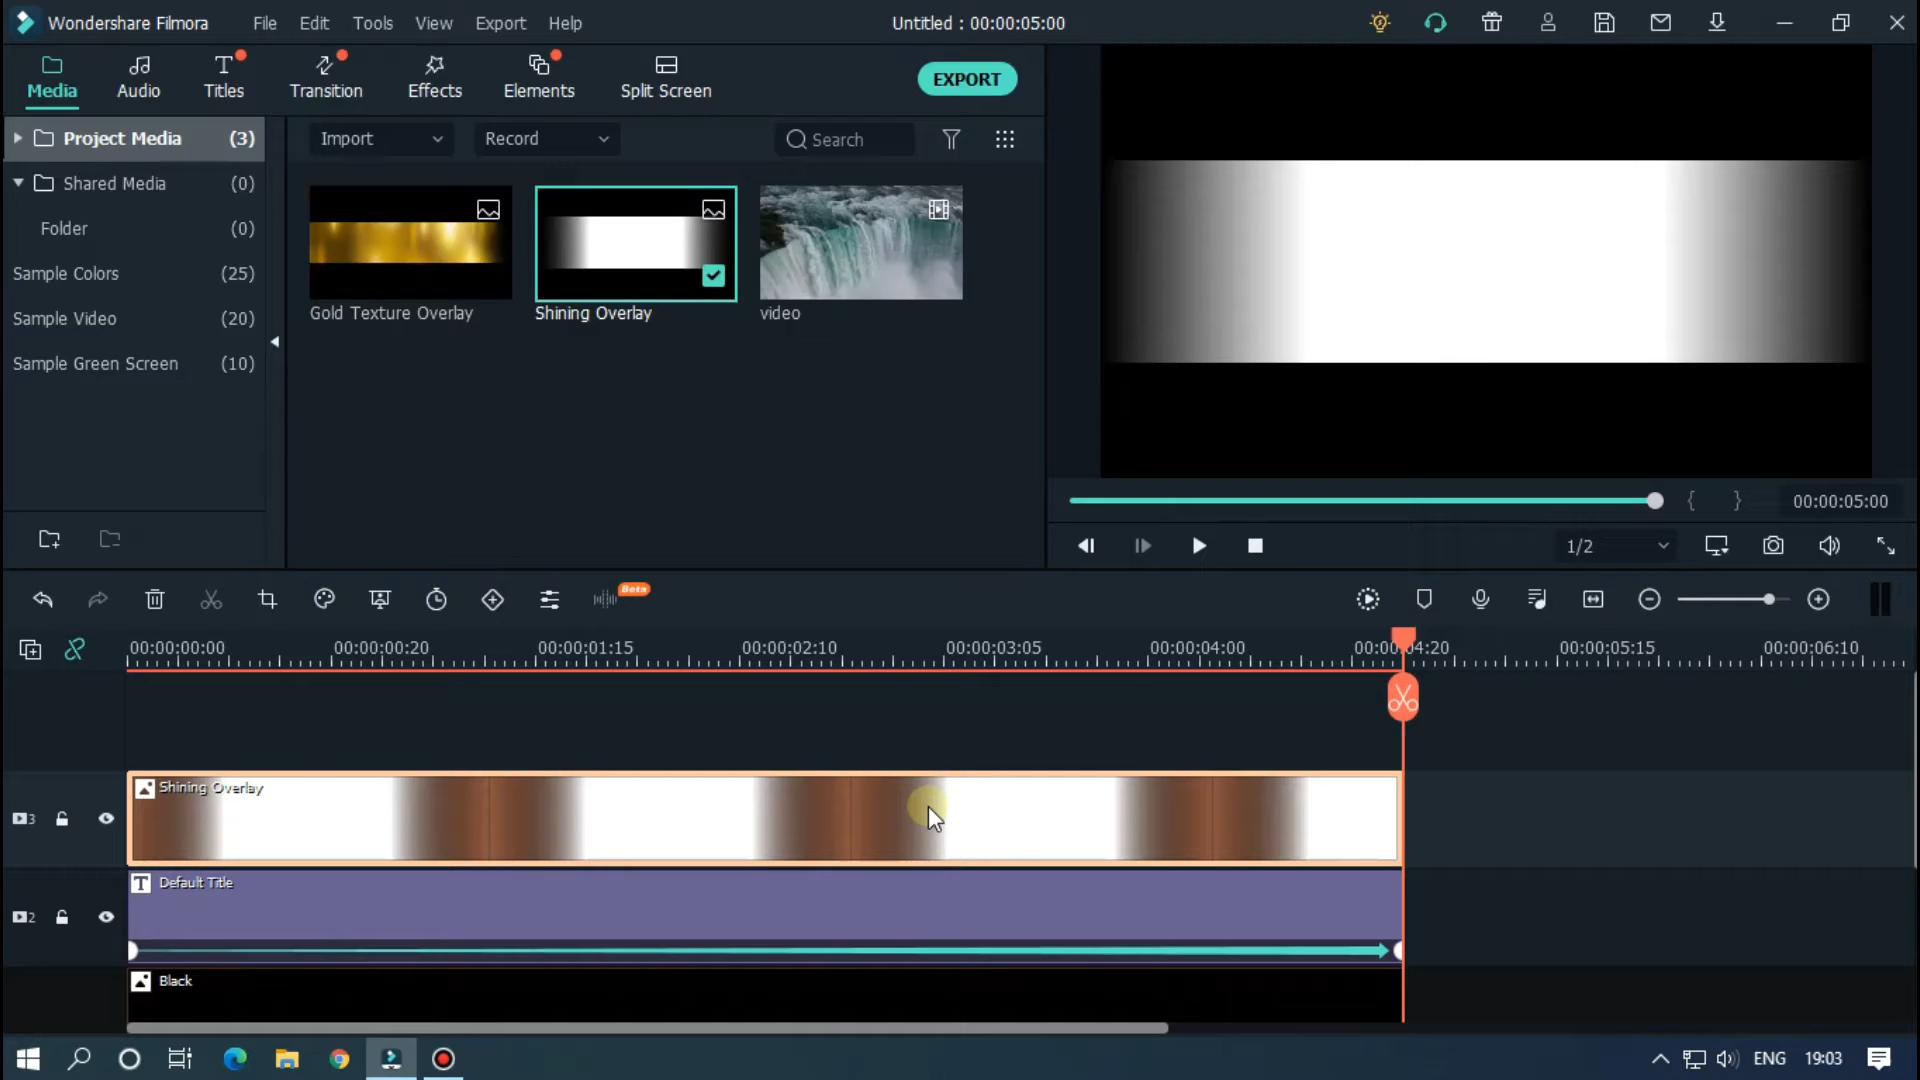 Wondershare Filmora File Edit Tools View Export Help Untitled : 00:00:05:00
Media Audio Titles Transition Effects Elements Split Screen EXPORT
Project Media (3) Import Record Search
Shared Media (0)
Folder (0)
Sample Colors (25)
Sample Video (20)
Sample Green Screen (10)
Gold Texture Overlay Shining Overlay video
00:00:05:00
1/2
Beta
00:00:00:00 00:00:00:20 00:00:01:15 00:00:02:10 00:00:03:05 00:00:04:00 00:00:04:20 00:00:05:15 00:00:06:10
3 Shining Overlay
2 T Default Title
Black
ENG 19:03